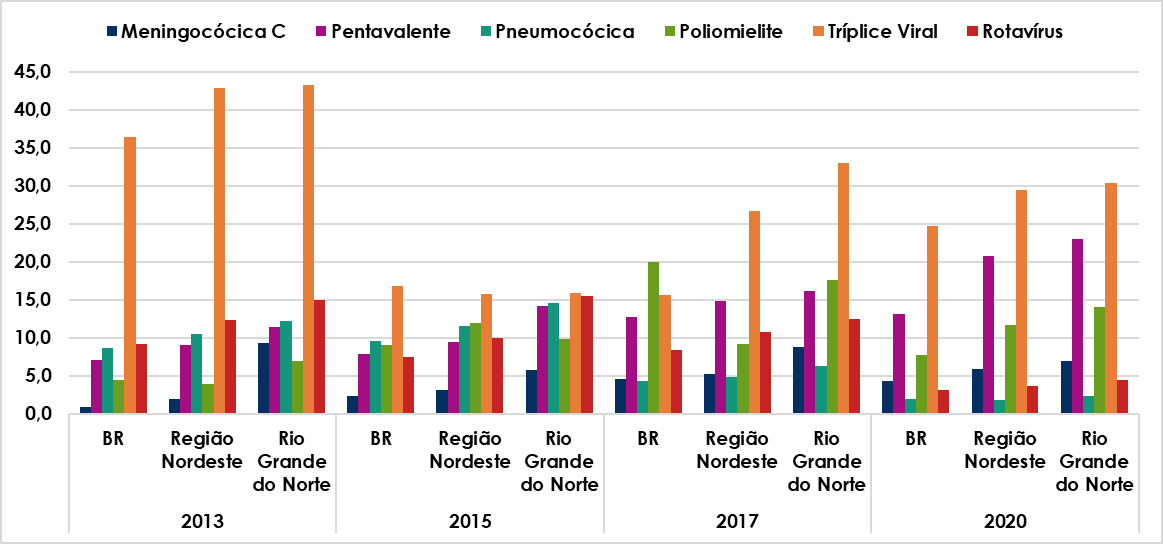 Meningocócica C Pentavalente Pneumocócica Poliomielite Tríplice Viral Rotavírus
45,0
40,0
35,0
30,0
25,0
20,0
15,0
10,0
5,0
0,0
BR
Região
Nordeste
Rio
Grande
do Norte
BR
Região
Nordeste
Rio
Grande
do Norte
BR
Região
Nordeste
Rio
Grande
do Norte
BR
Região
Nordeste
Rio
Grande
do Norte
2013 2015 2017 2020